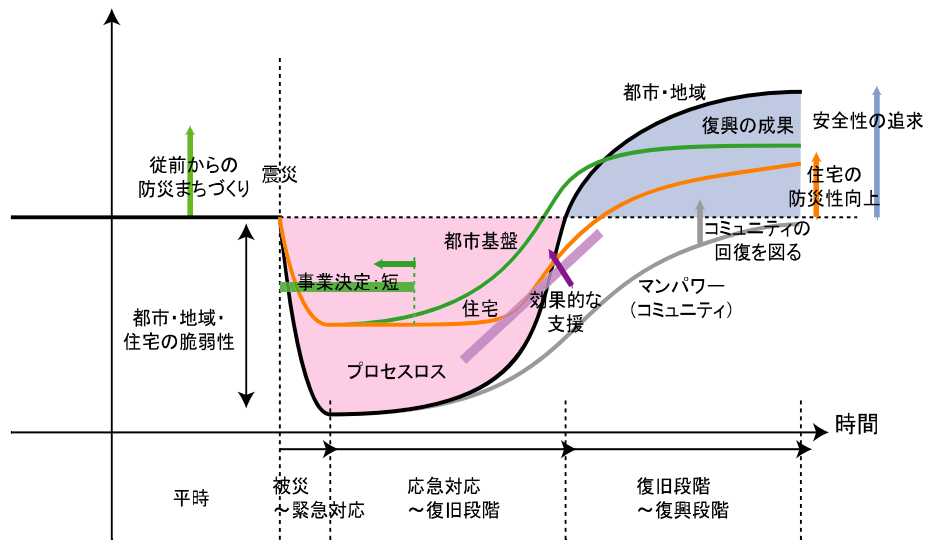 都市・地域
復興の成果
安全性の追求
従前からの
防災まちづくり
震災
住宅の
防災性向上
都市基盤
コミュニティの
回復を図る
事業決定:短
住宅
効果的な
支援
マンパワー
(コミュニティ)
都市・地域・
住宅の脆弱性
プロセスロス
時間
平時
被災
～緊急対応
応急対応
～復旧段階
復旧段階
～復興段階